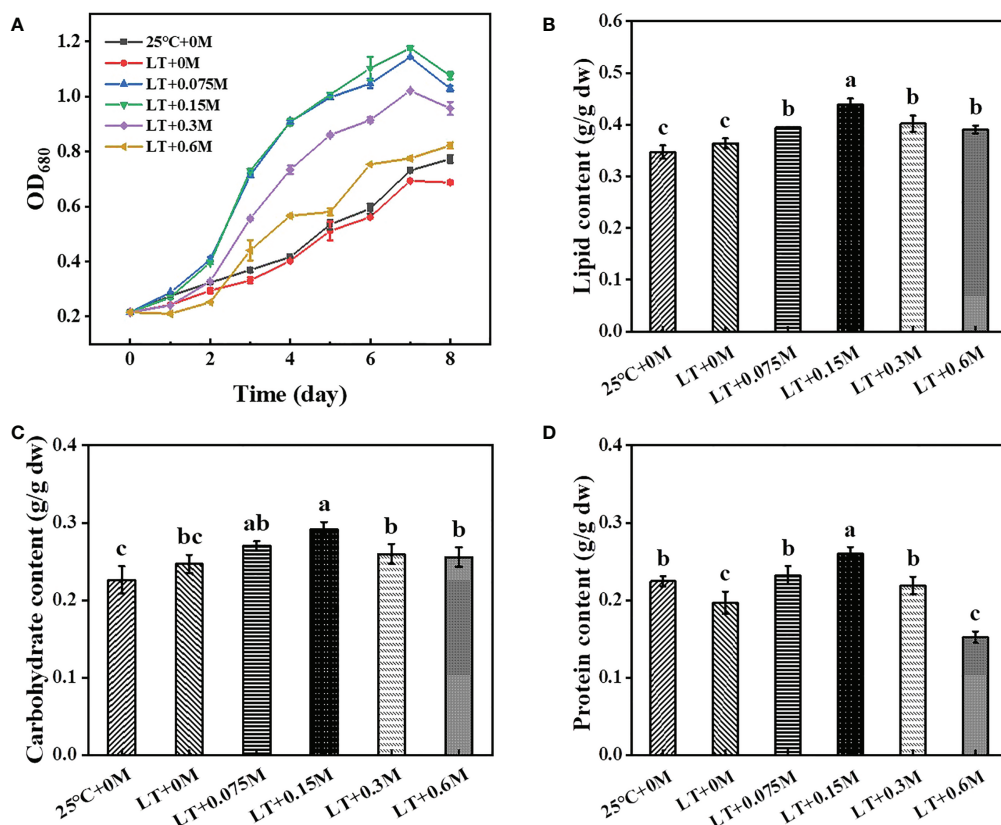 A
1.2
1.0
0.8
0.6
0.4
0.2
OD680
25°C+0M
LT+0M
LT+0.075M
LT+0.15M
LT+0.3M
LT+0.6M
0 2 4 6 8
Time (day)
B
0.6
0.5
0.4
0.3
0.2
0.1
0.0
Lipid content (g/g dw)
c c b a b b
25°C+0M LT+0M LT+0.075M LT+0.15M LT+0.3M LT+0.6M
C
0.4
0.3
0.2
0.1
0.0
Carbohydrate content (g/g dw)
c bc ab a b b
25°C+0M LT+0M LT+0.075M LT+0.15M LT+0.3M LT+0.6M
D
0.4
0.3
0.2
0.1
0.0
Protein content (g/g dw)
b c b a b c
25°C+0M LT+0M LT+0.075M LT+0.15M LT+0.3M LT+0.6M